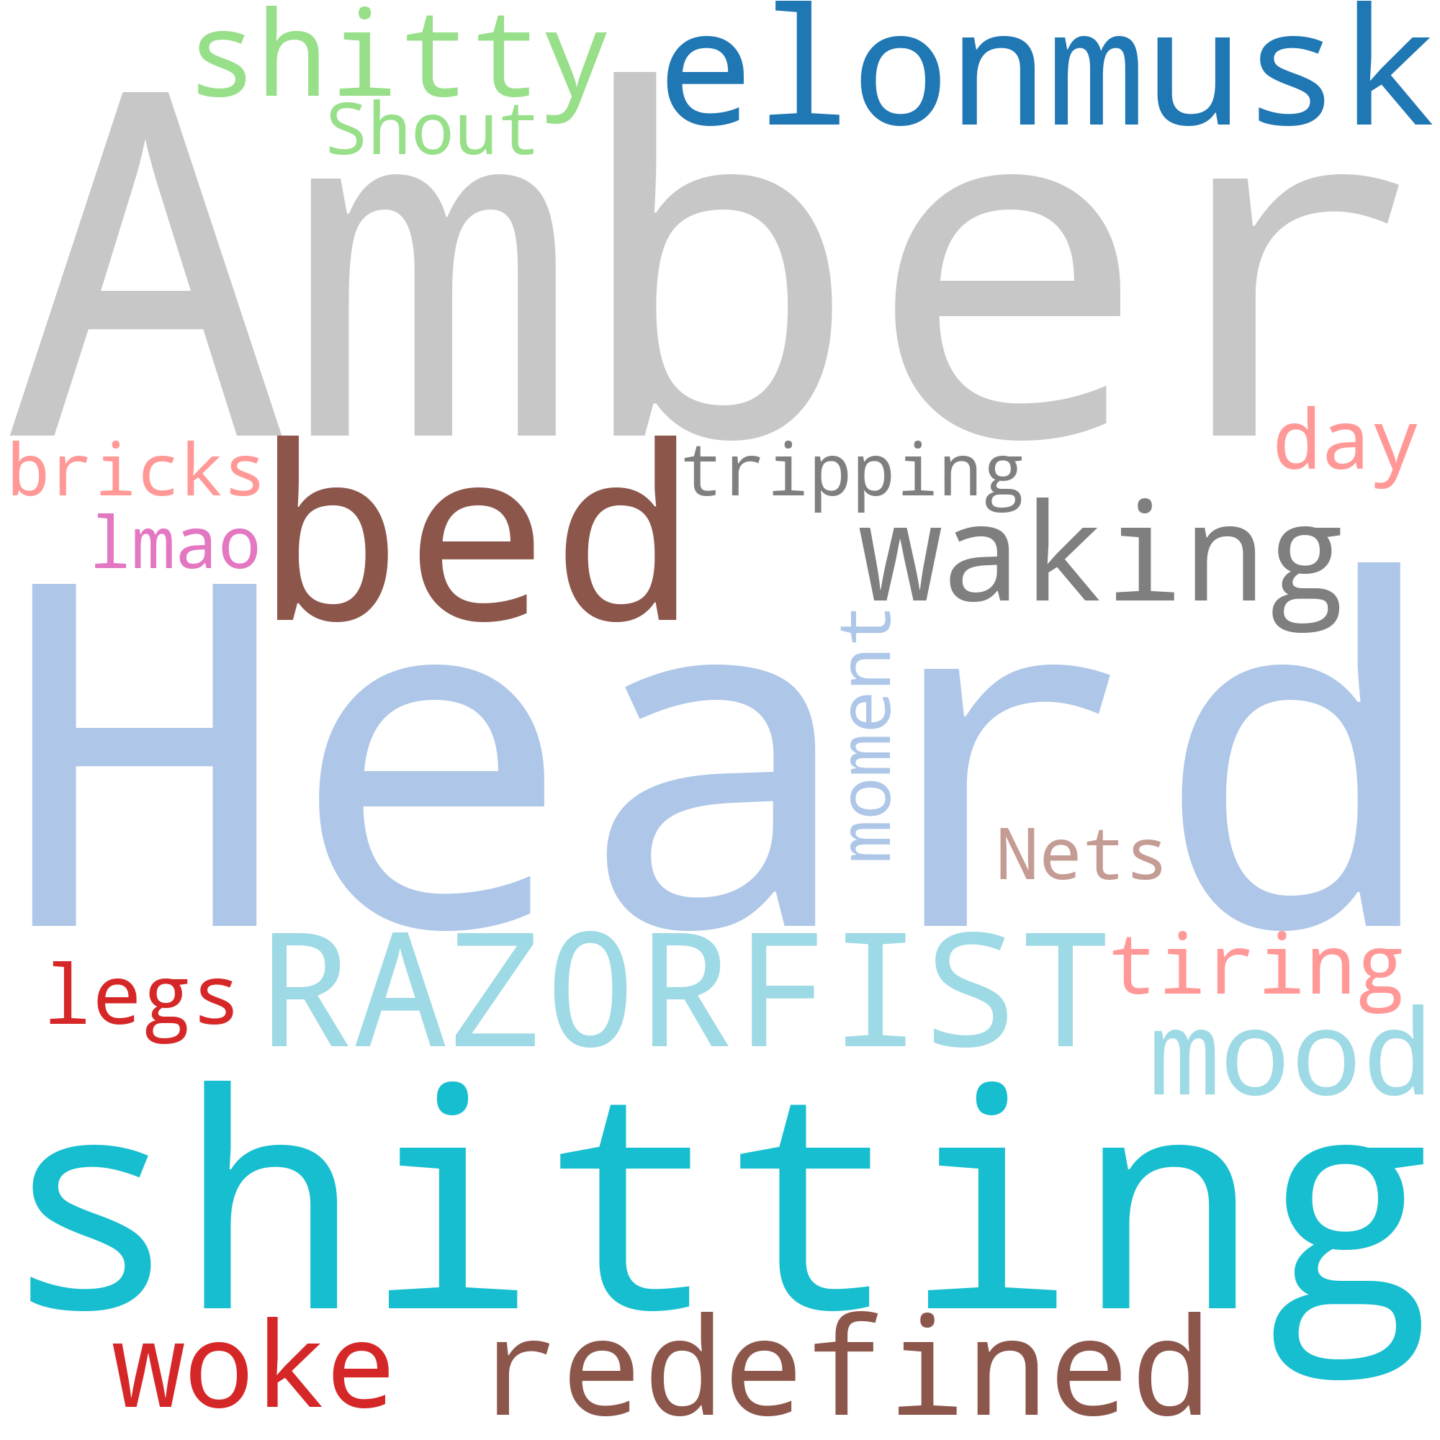 shitty
elonmusk
Shout
Amber
day
bricks
bed
tripping
lmao
waking
Heard
moment
Nets
legs
RAZORFIST
tiring
mood
shitting
woke
redefined